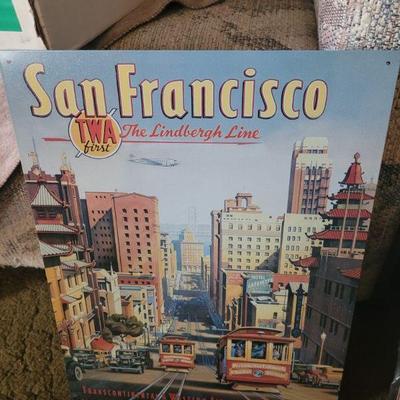 San Francisco
TWA
first
The Lindbergh Line